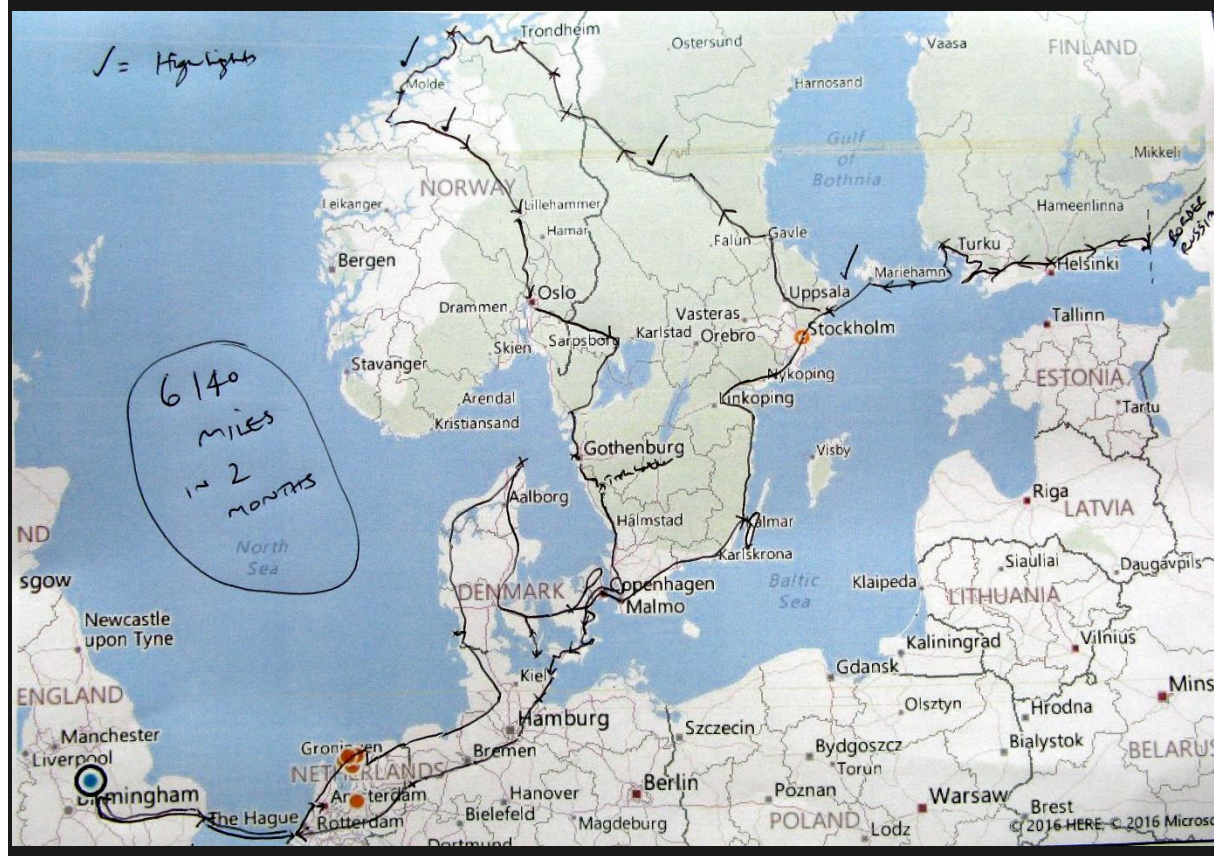 ✓ = Highlights
Trondheim
Ostersund
Vaasa
FINLAND
Molde
Harnosand
Gulf
of
Bothnia
Mikkeli
NORWAY
Leikanger
Lillehammer
Hameenlinna
BORDER
RUSSIA
Hamar
Falun
Gavle
Turku
Bergen
Mariehamn
Helsinki
Oslo
Uppsala
Drammen
Vasteras
Tallinn
Sarpsborg
Karlstad
Orebro
Stockholm
Skien
Stavanger
Nykoping
ESTONIA
Arendal
Linkoping
Tartu
Kristiansand
6140
MILES
IN 2
MONTHS
Gothenburg
Visby
Aalborg
Riga
LATVIA
Halmstad
Kalmar
North
Sea
ND
Karlskrona
Siauliai
Daugavpils
sgow
DENMARK
Copenhagen
Malmo
Baltic
Sea
Klaipeda
LITHUANIA
Newcastle
upon Tyne
Kaliningrad
Vilnius
Gdansk
Kiel
Mins
ENGLAND
Hamburg
Olsztyn
Hrodna
Manchester
Szczecin
Liverpool
Groningen
Bremen
Bydgoszcz
Bialystok
BELARUS
NETHERLANDS
Torun
Birmingham
Amsterdam
Hanover
Berlin
Poznan
Warsaw
Brest
The Hague
Rotterdam
Bielefeld
Magdeburg
POLAND
Lodz
Dortmund
© 2016 HERE, © 2016 Microso